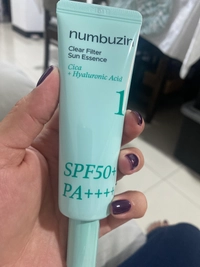 numbuzin
Clear Filter
Sun Essence
Cica
+ Hyaluronic Acid
1
SPF50+
PA++++